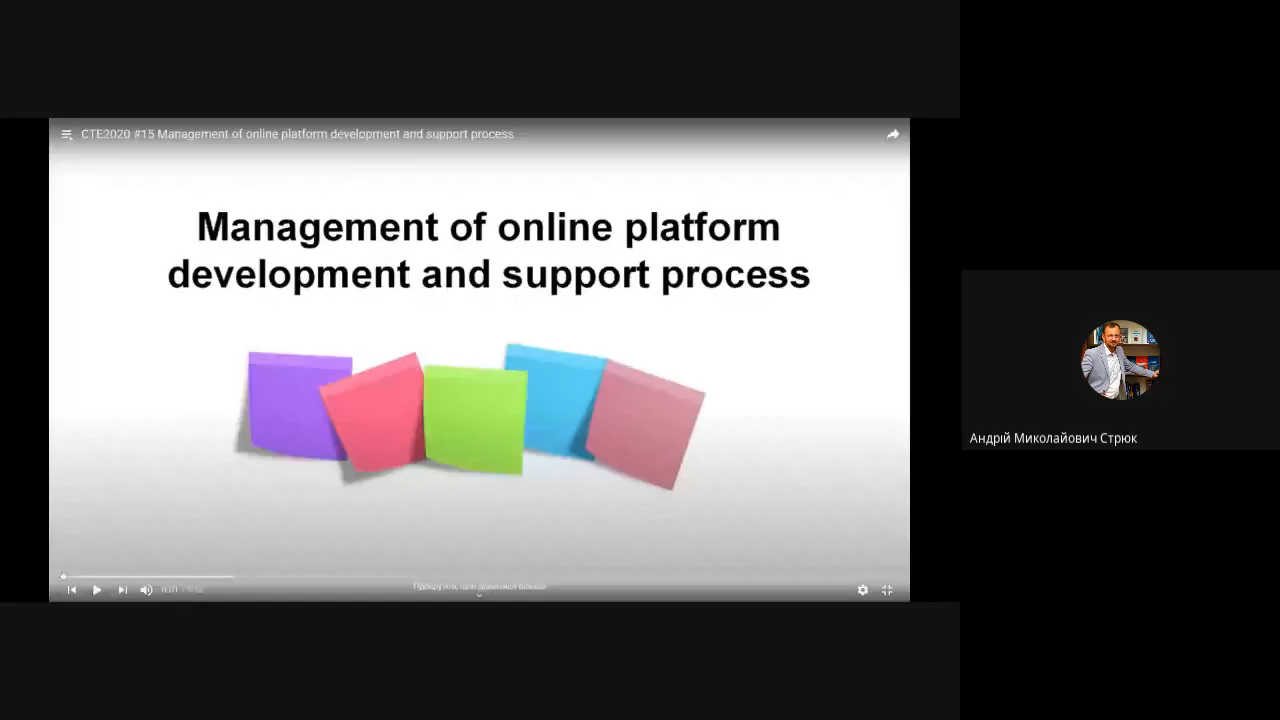 CTE2020 #15 Management of online platform development and support process
Management of online platform
development and support process
Андрій Миколайович Стрюк